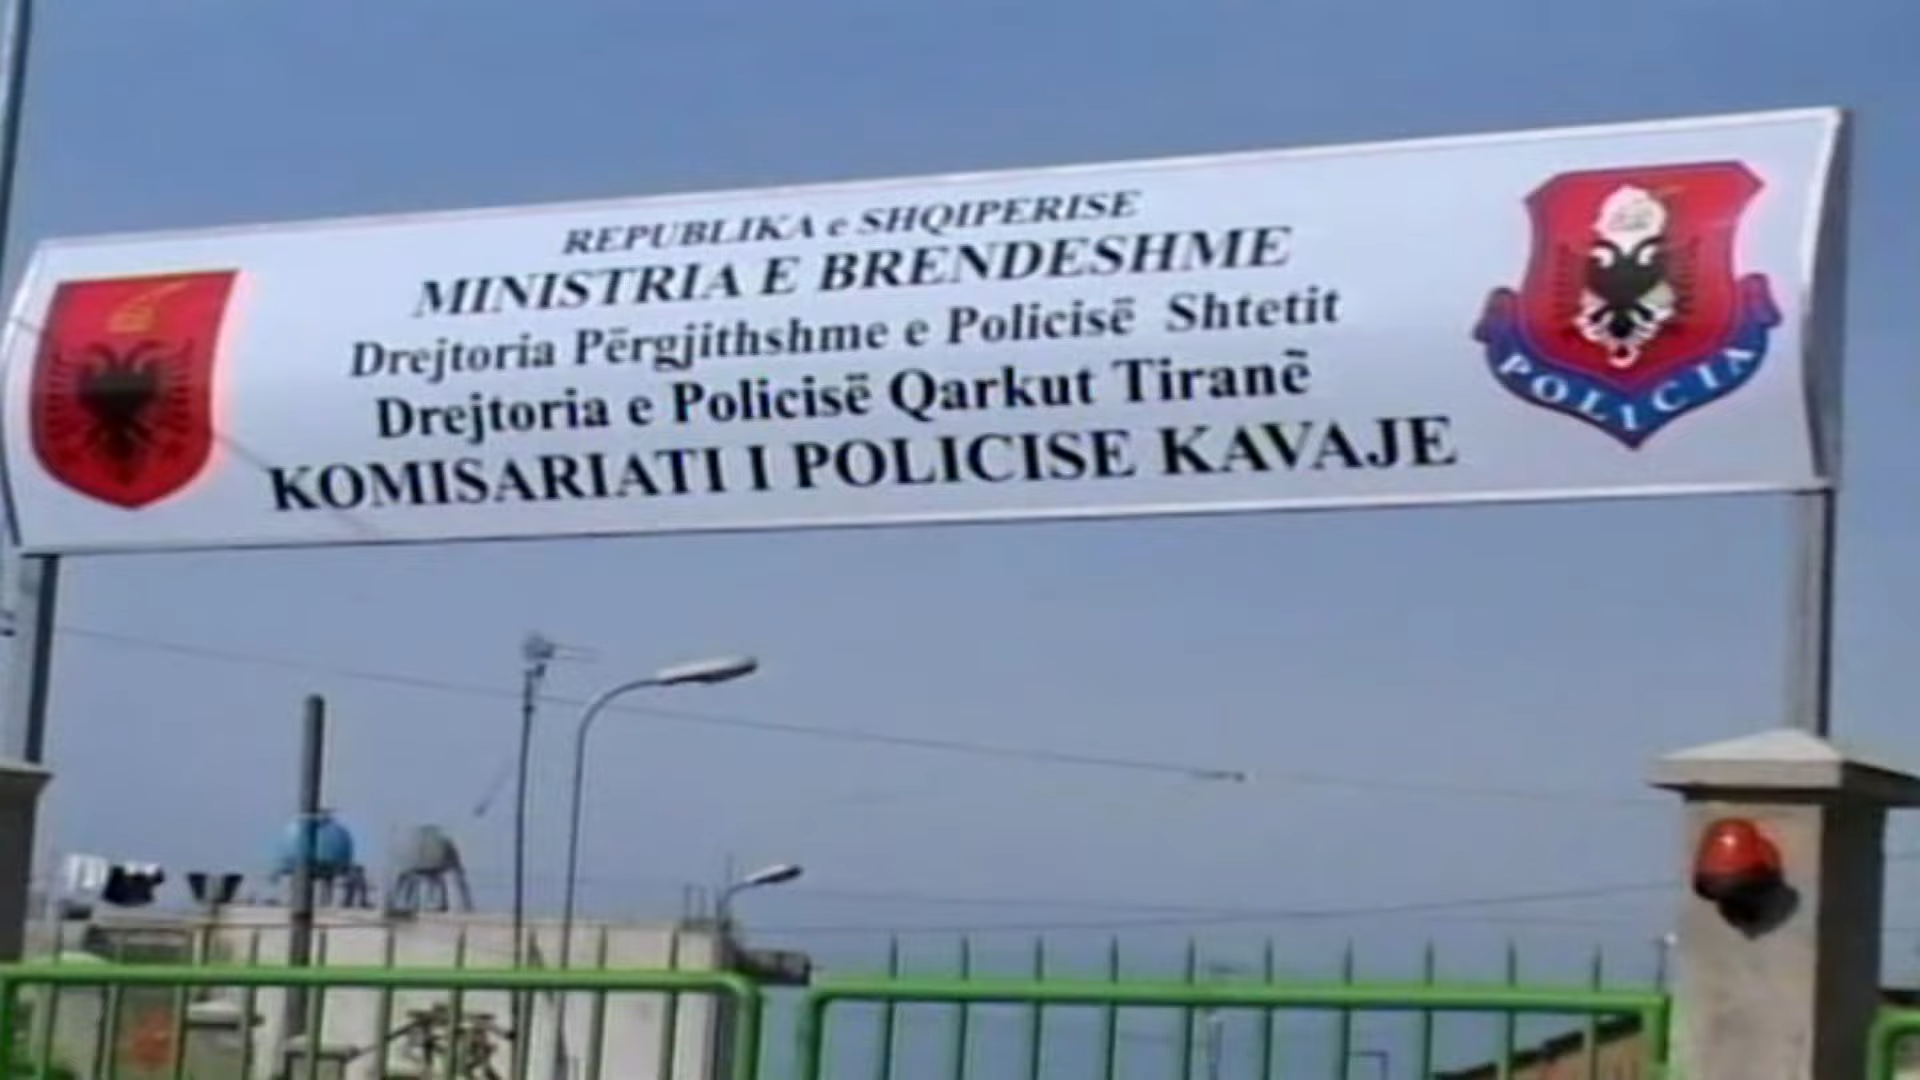 REPUBLIKA e SHQIPERISE
MINISTRIA E BRENDESHME
Drejtoria Përgjithshme e Policisë Shtetit
Drejtoria e Policisë Qarkut Tiranë
KOMISARIATI I POLICISE KAVAJE
POLICIA